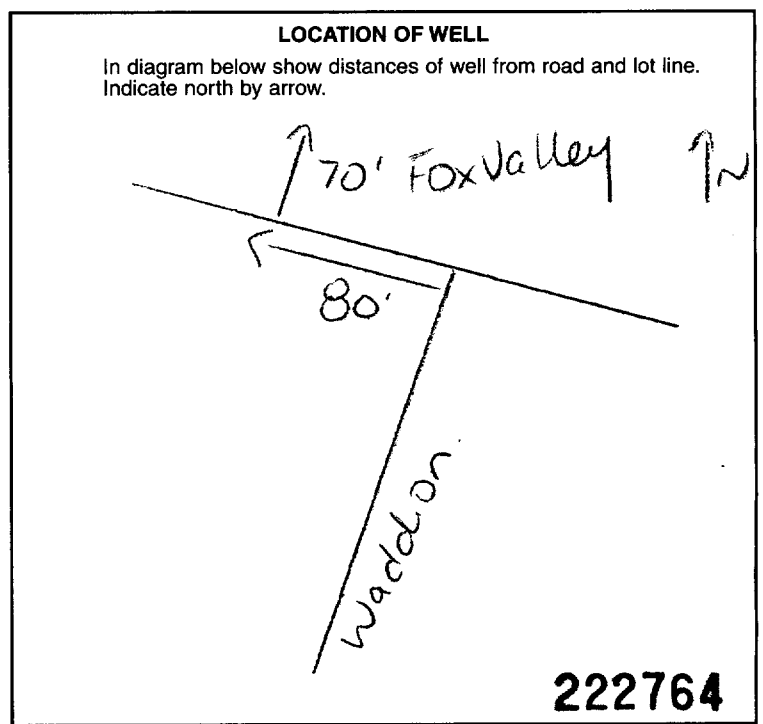 LOCATION OF WELL
In diagram below show distances of well from road and lot line.
Indicate north by arrow.
70' Fox Valley
N
80'
Waddon
222764